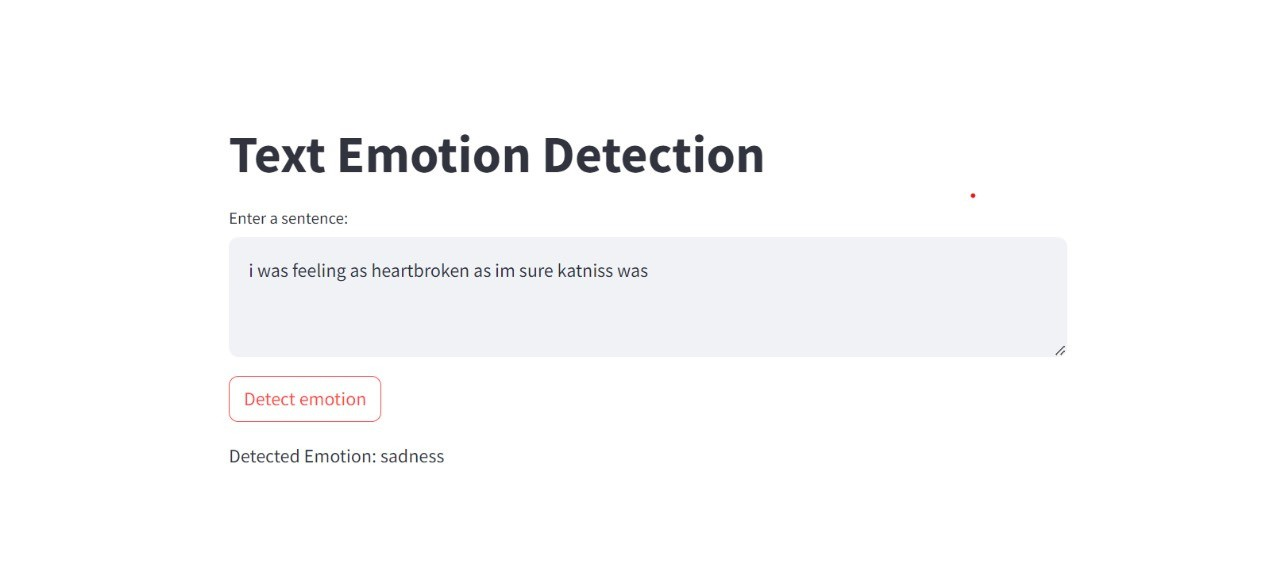 Text Emotion Detection
Enter a sentence:
i was feeling as heartbroken as im sure katniss was
Detect emotion
Detected Emotion: sadness